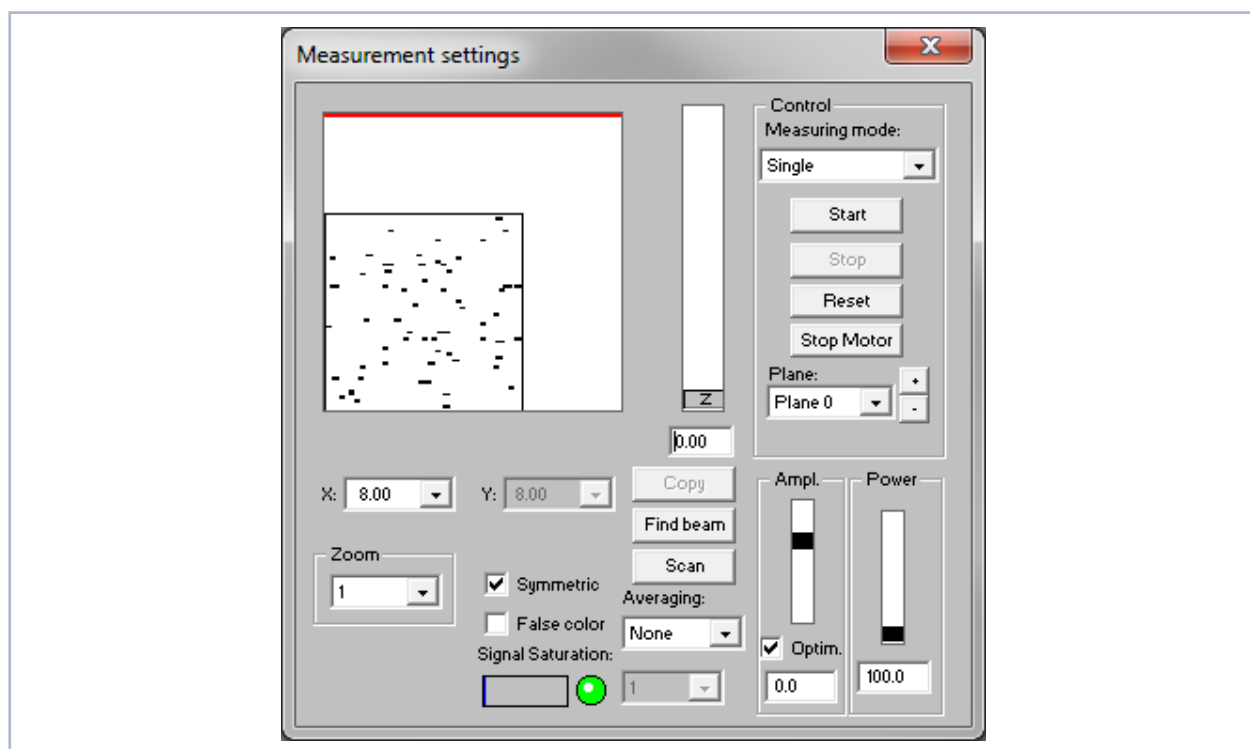 Measurement settings
Control
Measuring mode:
Single
Start
Stop
Reset
Stop Motor
Plane:
Plane 0
+
-
Z
0.00
X: 8.00
Y: 8.00
Copy
Find beam
Scan
Zoom
1
Symmetric
False color
Signal Saturation:
Averaging:
None
1
Ampl.
Optim.
0.0
Power
100.0